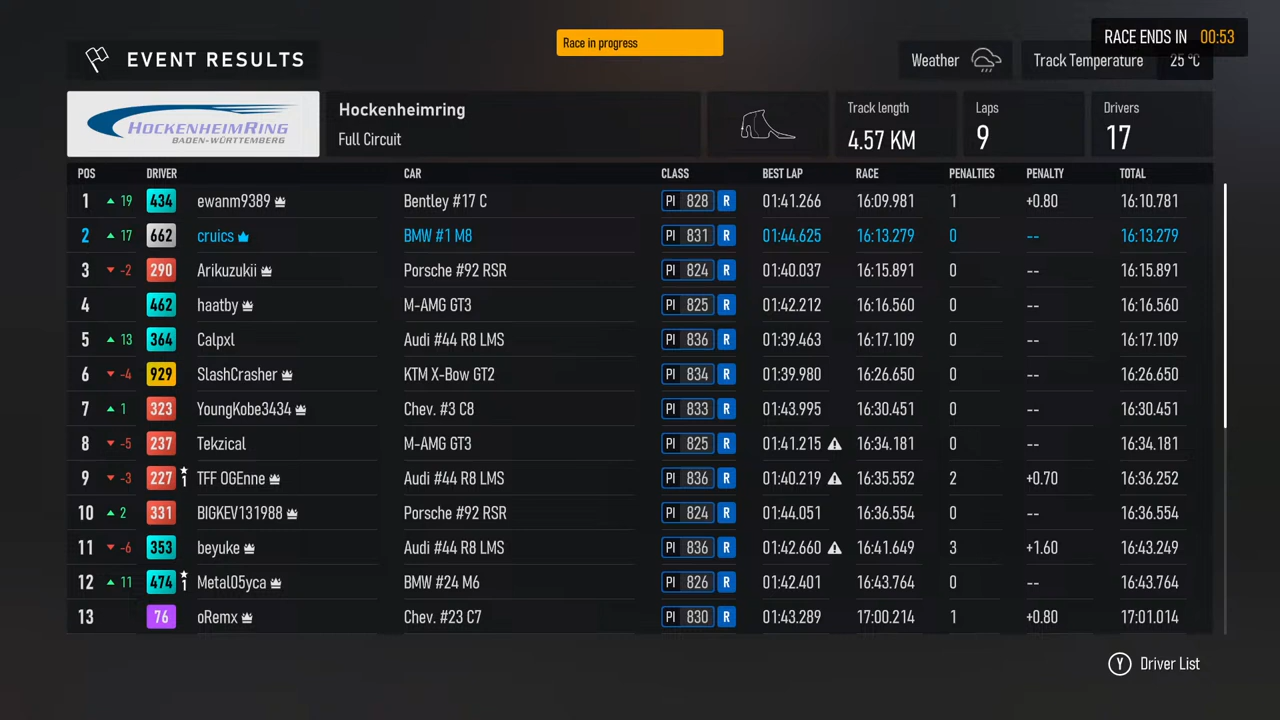 Race in progress
RACE ENDS IN 00:53
EVENT RESULTS
Weather Track Temperature 25 °C
HOCKENHEIMRING
BADEN-WÜRTTEMBERG
Hockenheimring
Full Circuit
Track length
4.57 KM
Laps
9
Drivers
17
POS DRIVER CAR CLASS BEST LAP RACE PENALTIES PENALTY TOTAL
1 19 434 ewanm9389 Bentley #17 C PI 828 R 01:41.266 16:09.981 1 +0.80 16:10.781
2 17 662 cruics BMW #1 M8 PI 831 R 01:44.625 16:13.279 0 -- 16:13.279
3 -2 290 Arikuzukii Porsche #92 RSR PI 824 R 01:40.037 16:15.891 0 -- 16:15.891
4 462 haatby M-AMG GT3 PI 825 R 01:42.212 16:16.560 0 -- 16:16.560
5 13 364 Calpxl Audi #44 R8 LMS PI 836 R 01:39.463 16:17.109 0 -- 16:17.109
6 -4 929 SlashCrasher KTM X-Bow GT2 PI 834 R 01:39.980 16:26.650 0 -- 16:26.650
7 1 323 YoungKobe3434 Chev. #3 C8 PI 833 R 01:43.995 16:30.451 0 -- 16:30.451
8 -5 237 Tekzical M-AMG GT3 PI 825 R 01:41.215 16:34.181 0 -- 16:34.181
9 -3 227 1 TFF OGEnne Audi #44 R8 LMS PI 836 R 01:40.219 16:35.552 2 +0.70 16:36.252
10 2 331 BIGKEV131988 Porsche #92 RSR PI 824 R 01:44.051 16:36.554 0 -- 16:36.554
11 -6 353 beyuke Audi #44 R8 LMS PI 836 R 01:42.660 16:41.649 3 +1.60 16:43.249
12 11 474 1 Metal05yca BMW #24 M6 PI 826 R 01:42.401 16:43.764 0 -- 16:43.764
13 76 oRemx Chev. #23 C7 PI 830 R 01:43.289 17:00.214 1 +0.80 17:01.014
Y Driver List